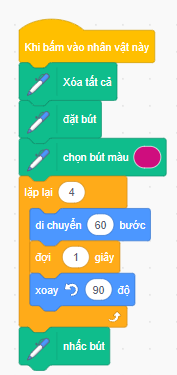 Khi bấm vào nhân vật này
Xóa tất cả
đặt bút
chọn bút màu
lặp lại 4
di chuyển 60 bước
đợi 1 giây
xoay 90 độ
nhấc bút